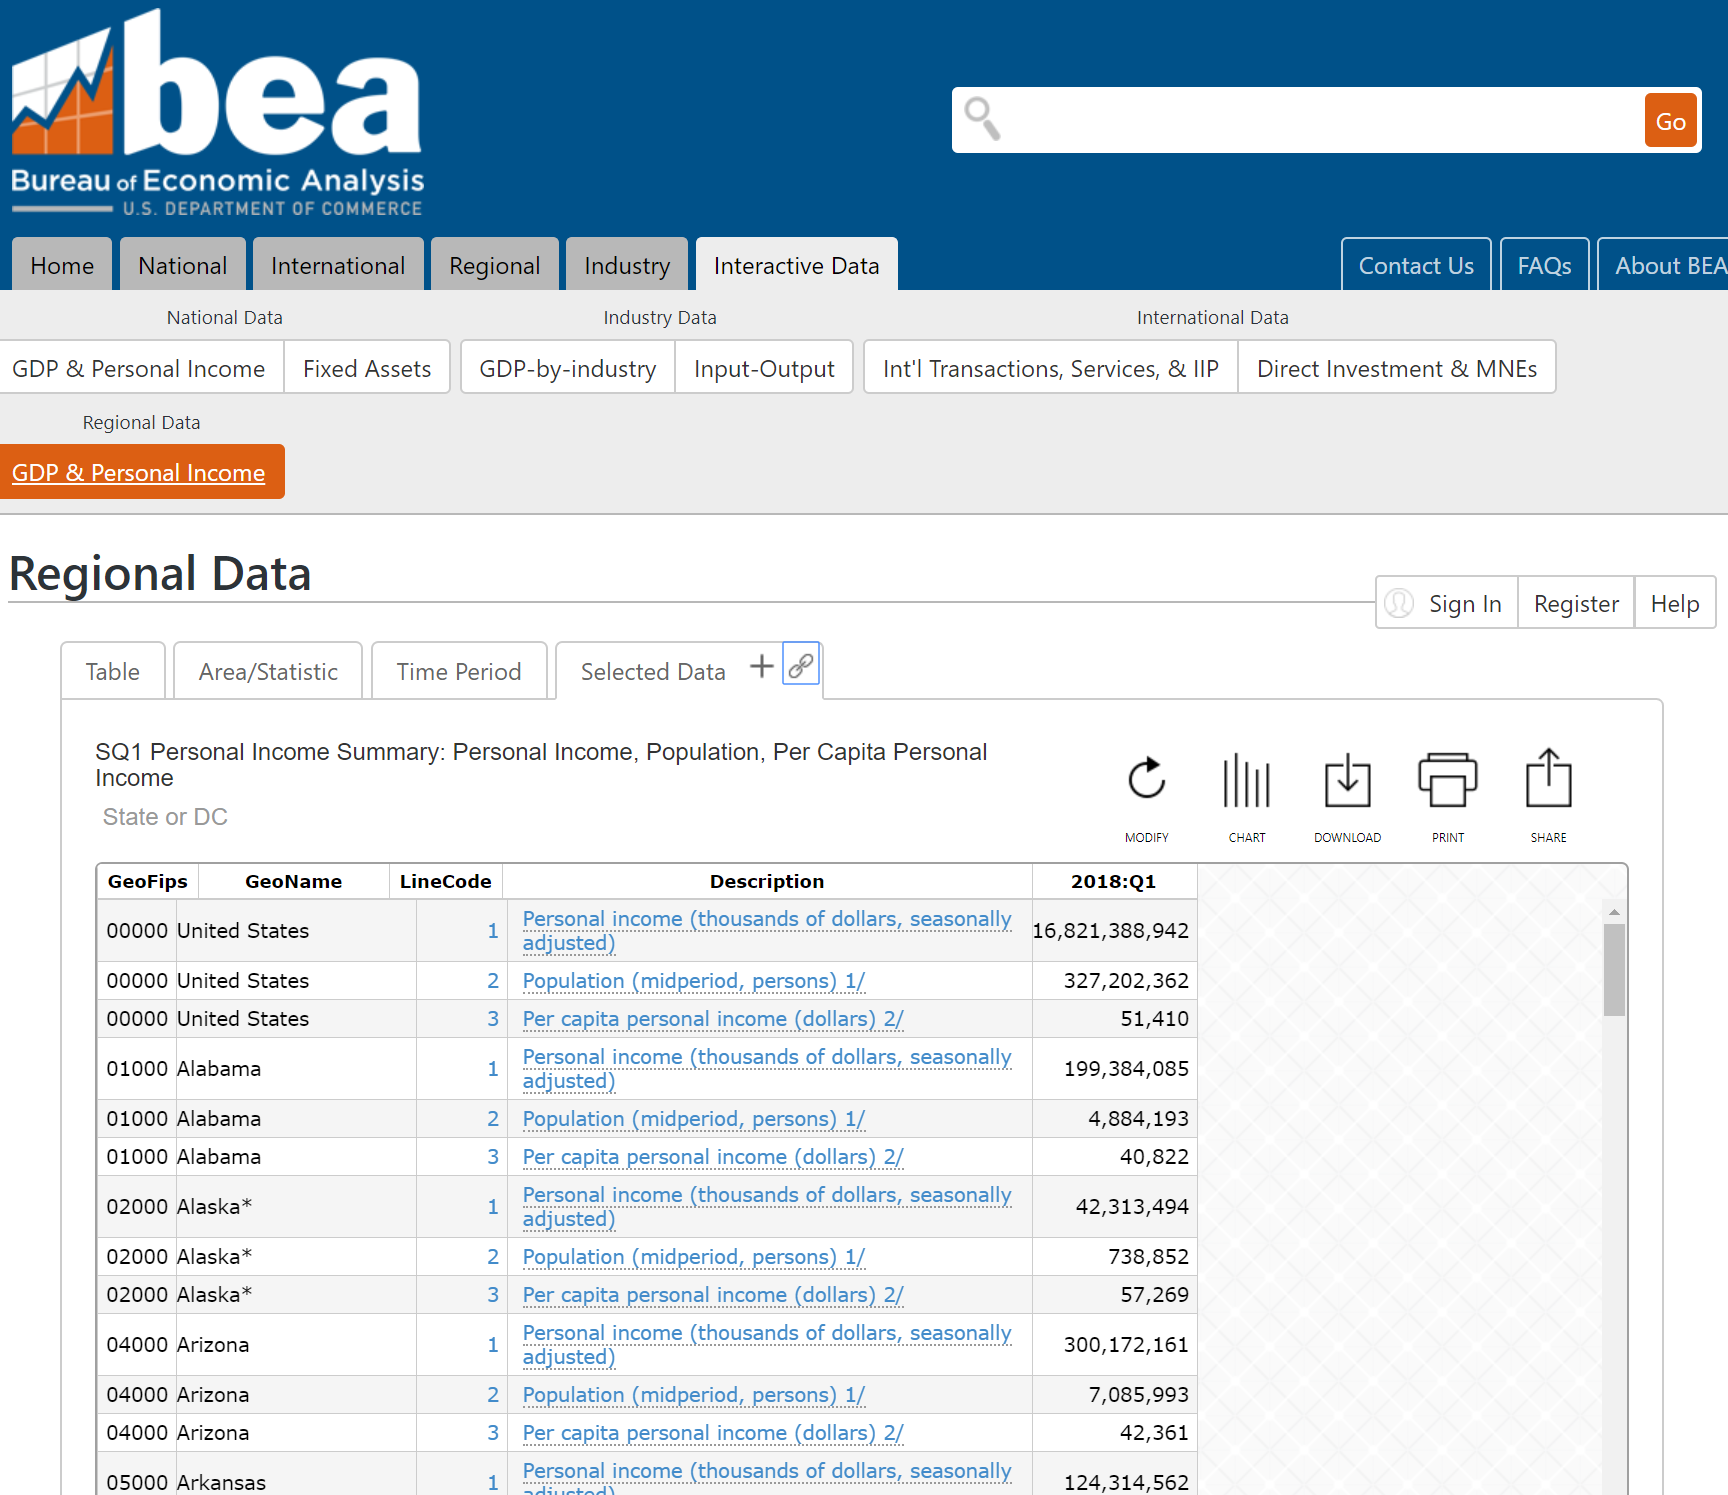 bea
Bureau of Economic Analysis
U.S. DEPARTMENT OF COMMERCE
Go
Home National International Regional Industry Interactive Data Contact Us FAQs About BEA
National Data Industry Data International Data
GDP & Personal Income Fixed Assets GDP-by-industry Input-Output Int'l Transactions, Services, & IIP Direct Investment & MNEs
Regional Data
GDP & Personal Income
Regional Data
Sign In Register Help
Table Area/Statistic Time Period Selected Data
SQ1 Personal Income Summary: Personal Income, Population, Per Capita Personal
Income
State or DC
MODIFY CHART DOWNLOAD PRINT SHARE
GeoFips GeoName LineCode Description 2018:Q1
00000 United States 1 Personal income (thousands of dollars, seasonally
adjusted) 16,821,388,942
00000 United States 2 Population (midperiod, persons) 1/ 327,202,362
00000 United States 3 Per capita personal income (dollars) 2/ 51,410
01000 Alabama 1 Personal income (thousands of dollars, seasonally
adjusted) 199,384,085
01000 Alabama 2 Population (midperiod, persons) 1/ 4,884,193
01000 Alabama 3 Per capita personal income (dollars) 2/ 40,822
02000 Alaska* 1 Personal income (thousands of dollars, seasonally
adjusted) 42,313,494
02000 Alaska* 2 Population (midperiod, persons) 1/ 738,852
02000 Alaska* 3 Per capita personal income (dollars) 2/ 57,269
04000 Arizona 1 Personal income (thousands of dollars, seasonally
adjusted) 300,172,161
04000 Arizona 2 Population (midperiod, persons) 1/ 7,085,993
04000 Arizona 3 Per capita personal income (dollars) 2/ 42,361
05000 Arkansas 1 Personal income (thousands of dollars, seasonally
adjusted) 124,314,562